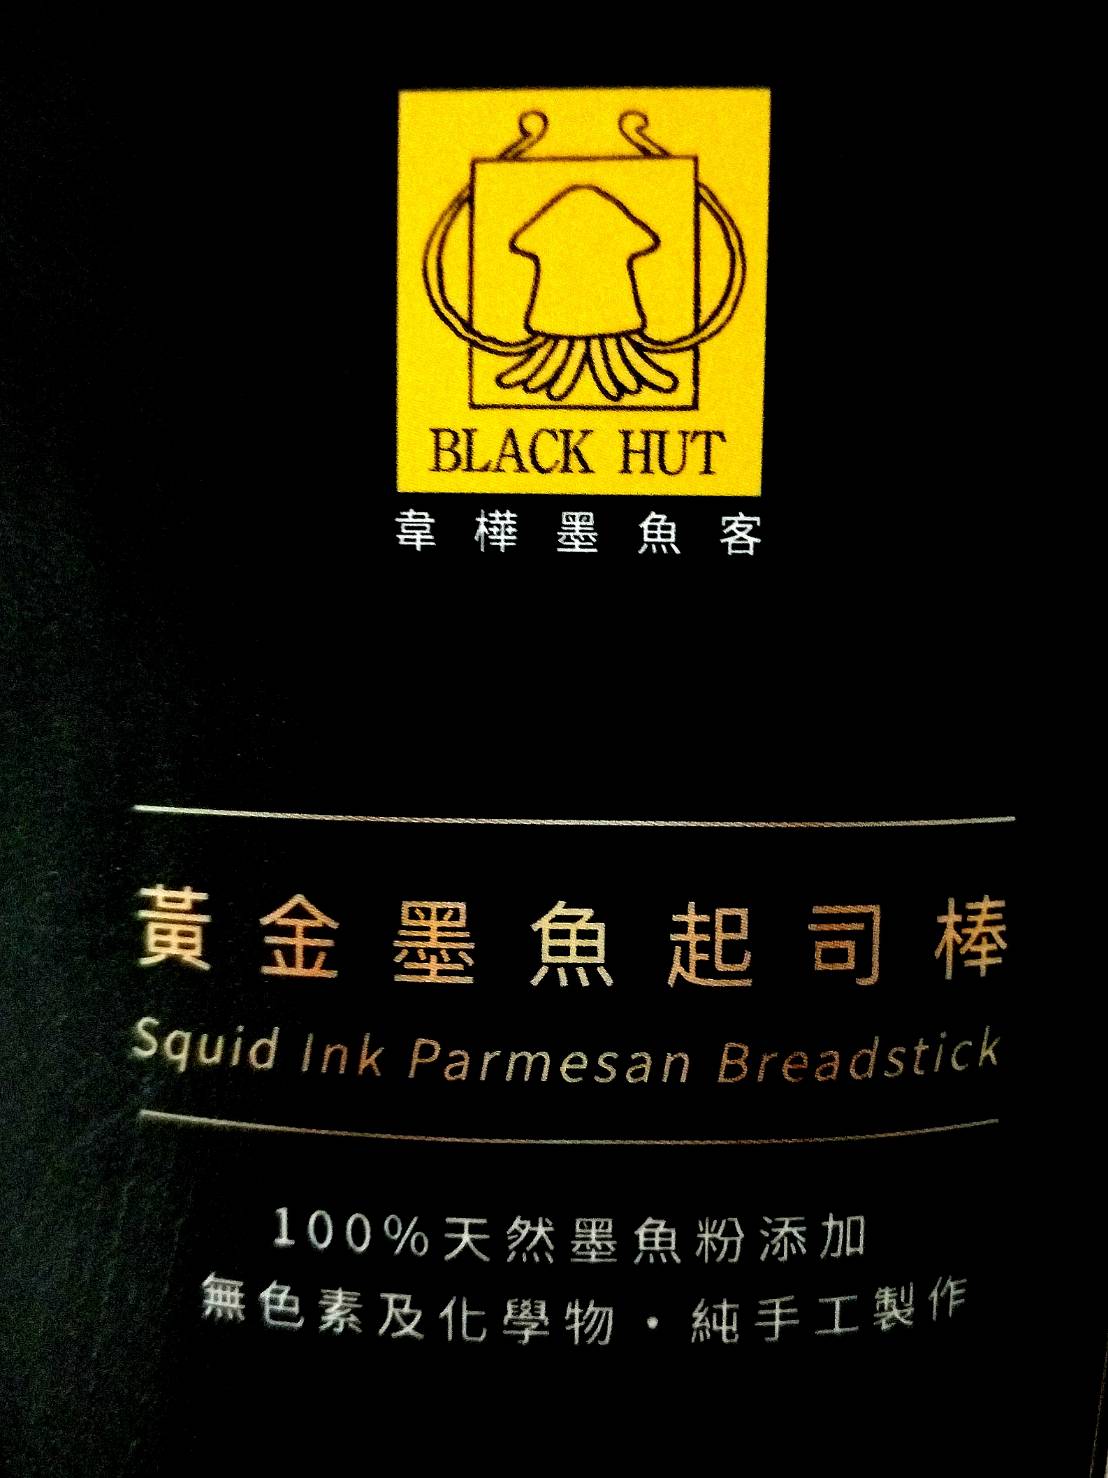 BLACK HUT
韋樺墨魚客
黃金墨魚起司棒
Squid Ink Parmesan Breadstick
100%天然墨魚粉添加
無色素及化學物・純手工製作